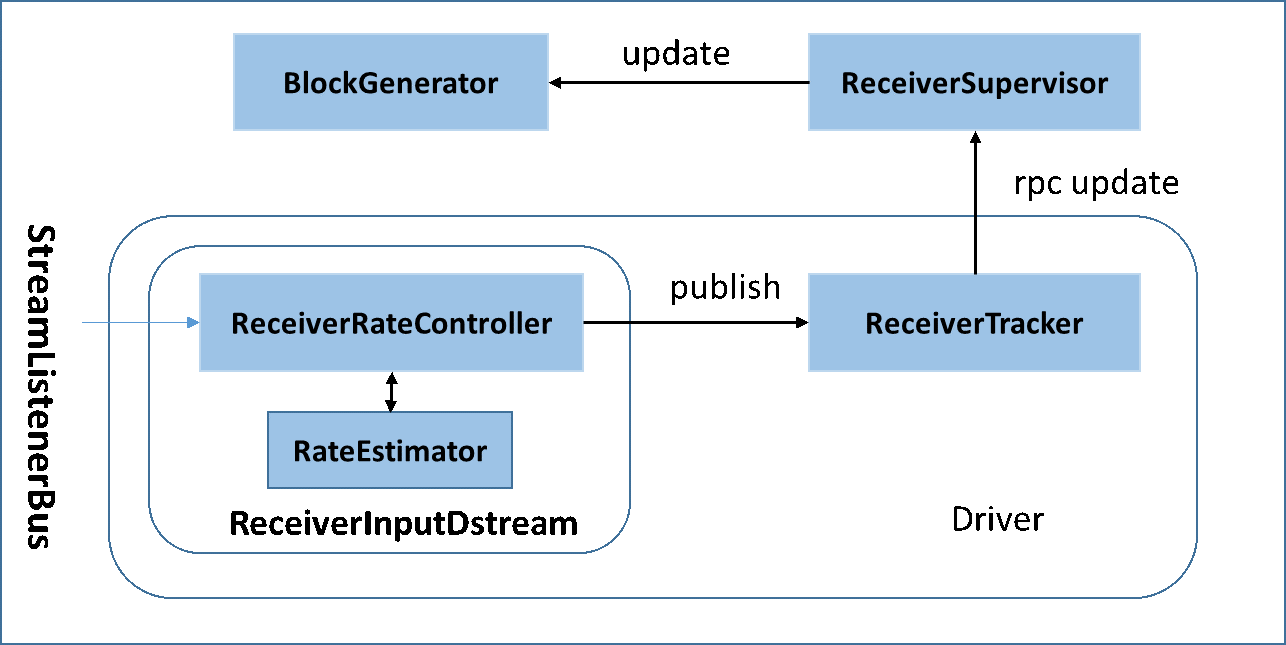 BlockGenerator
update
ReceiverSupervisor
rpc update
StreamListenerBus
ReceiverRateController
publish
ReceiverTracker
RateEstimator
ReceiverInputDstream
Driver